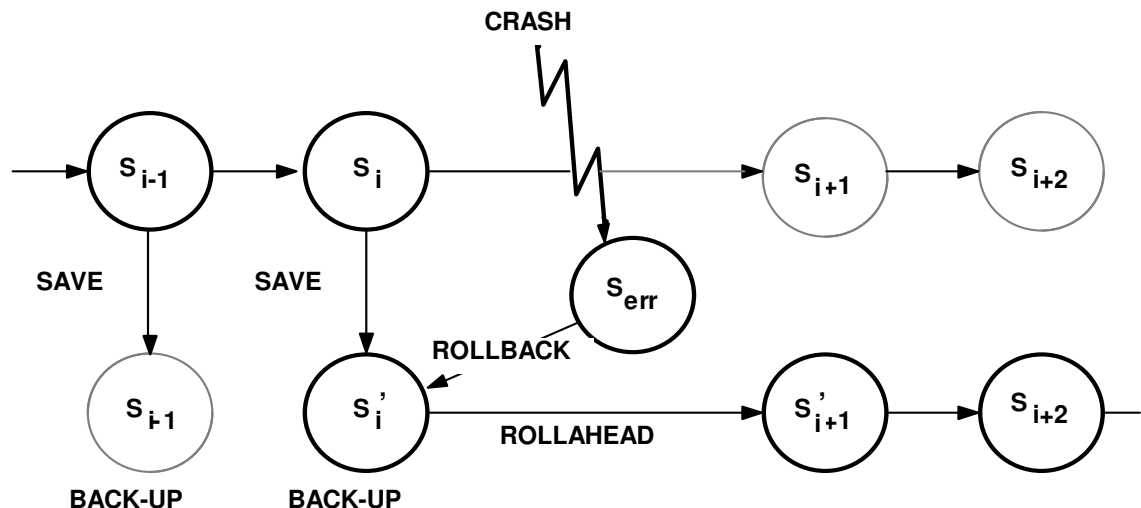 CRASH
S i-1
S i
S i+1
S i+2
SAVE
SAVE
S err
ROLLBACK
S i-1
S i '
S i+1 '
S i+2
ROLLAHEAD
BACK-UP
BACK-UP